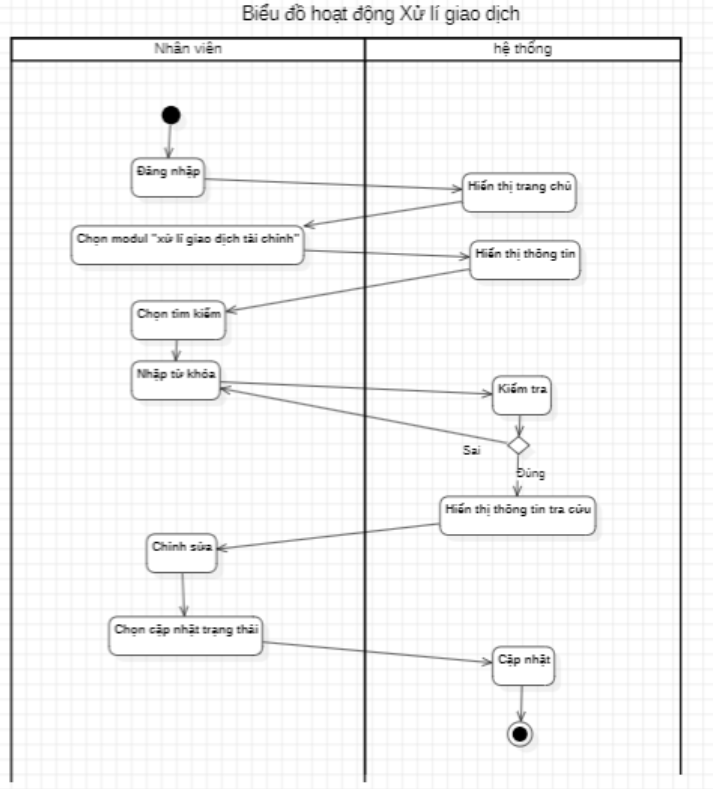 Biểu đồ hoạt động Xử lí giao dịch
Nhân viên
hệ thống
Đăng nhập
Hiển thị trang chủ
Chọn modul "xử lí giao dịch tài chính"
Hiển thị thông tin
Chọn tìm kiếm
Nhập từ khóa
Kiểm tra
Sai
Đúng
Hiển thị thông tin tra cứu
Chỉnh sửa
Chọn cập nhật trạng thái
Cập nhật